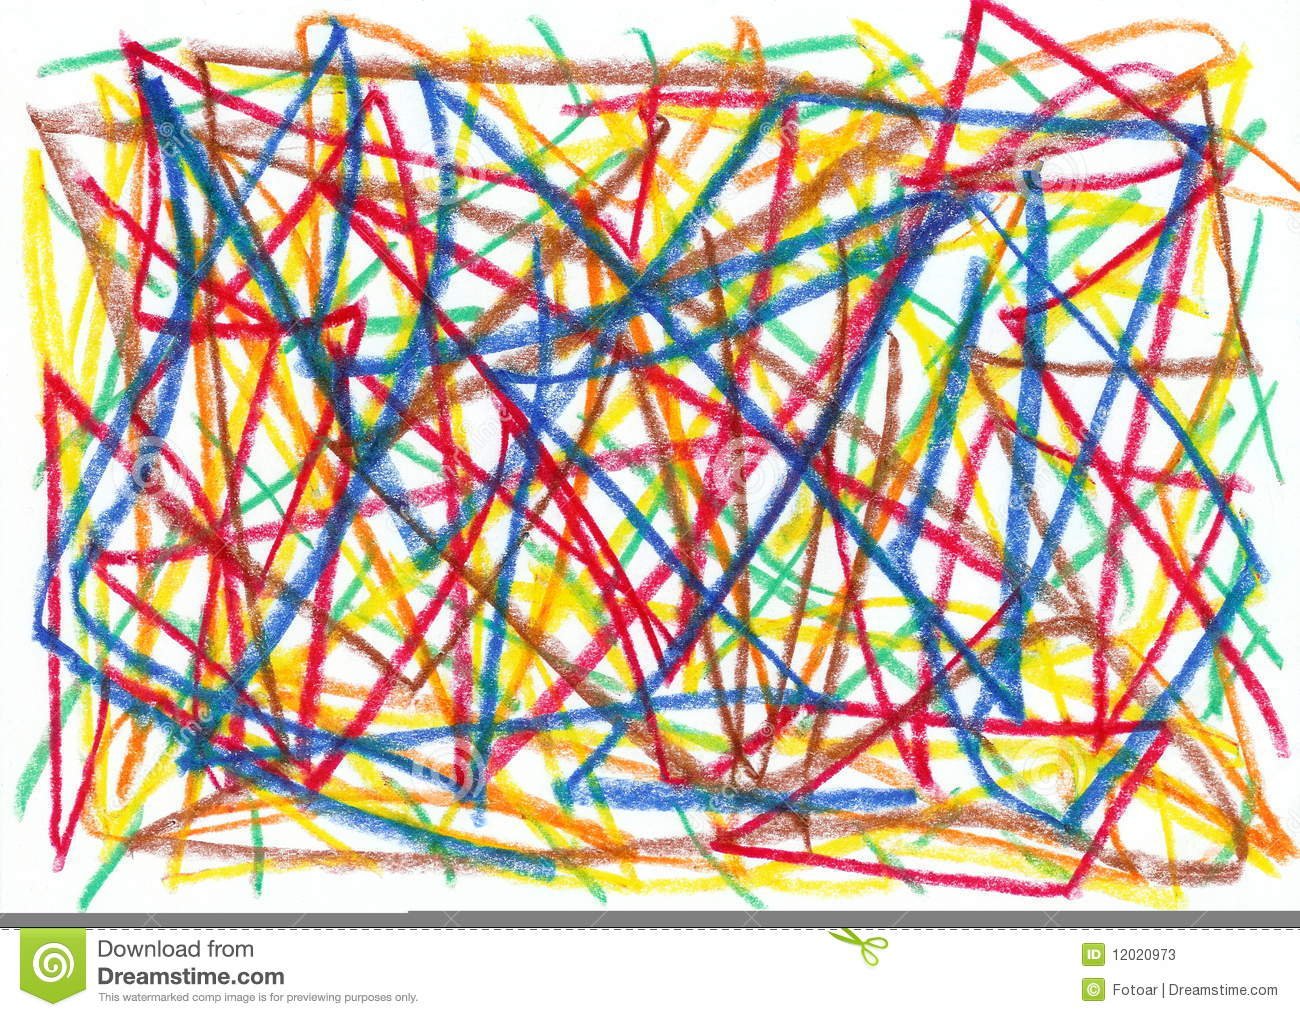 Download from
Dreamstime.com
This watermarked comp image is for previewing purposes only.
ID 12020973
© Fotoar | Dreamstime.com